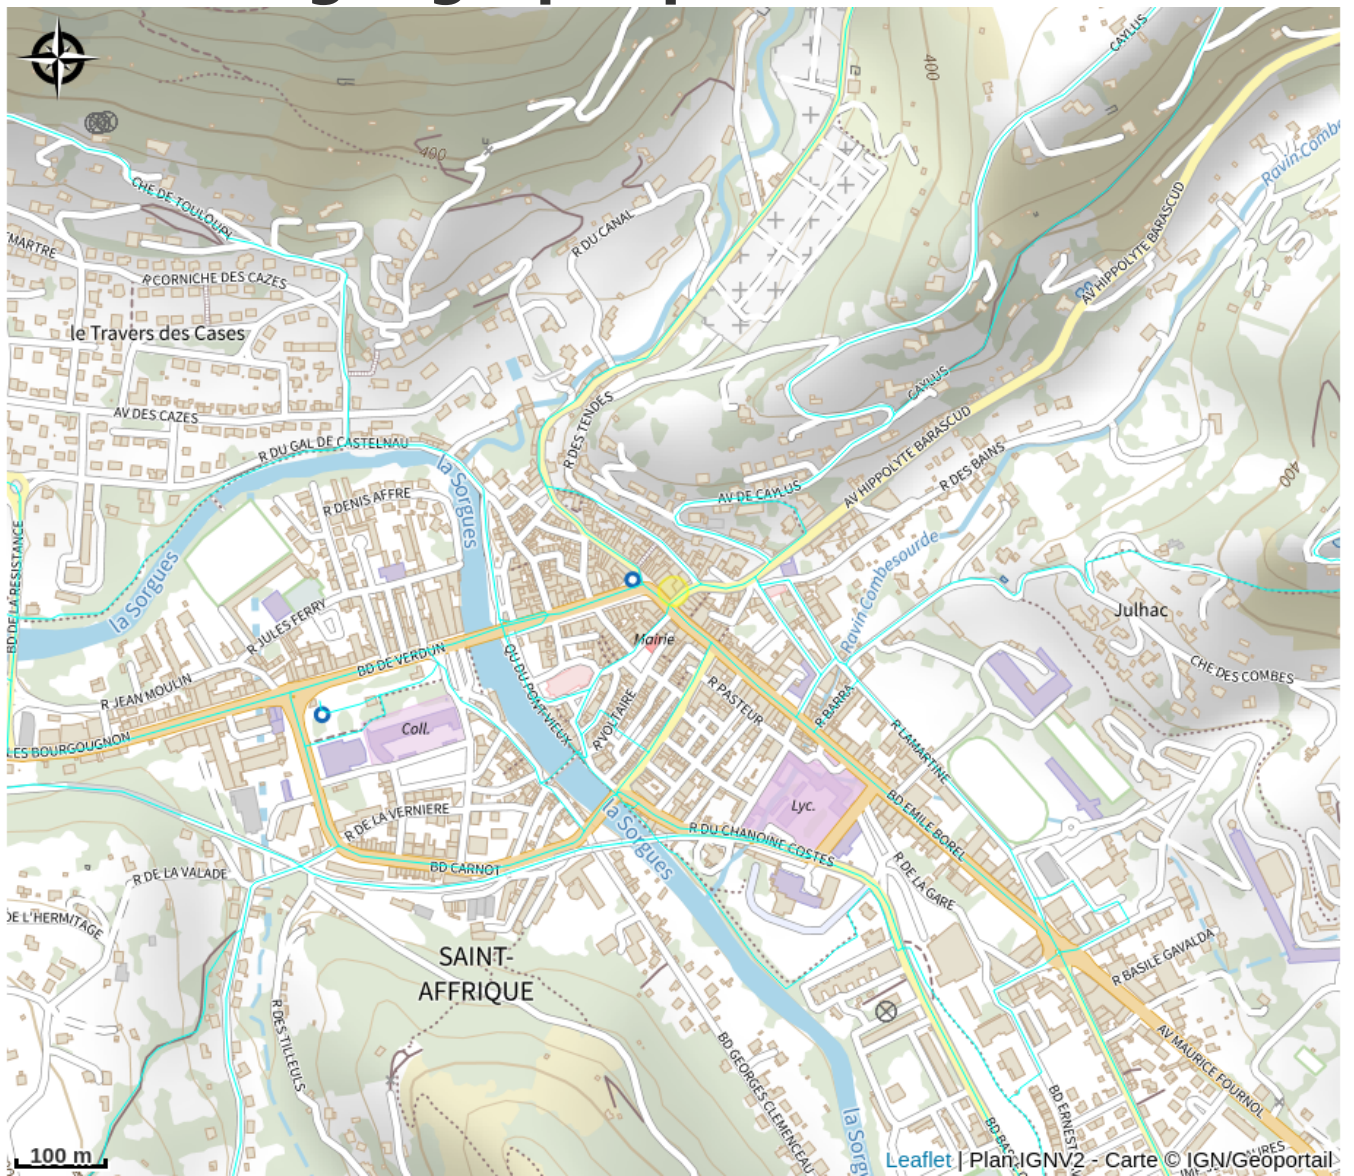 CAYLUS
400
400
Ravin Combe
CHE DE TOULOUPI
EMARTRE
R CORNICHE DES CAZES
R DU CANAL
AV HIPPOLYTE BARASCUD
le Travers des Cases
AV DES CAZES
R DES TENDES
CAYLUS
AV HIPPOLYTE BARASCUD
R DU GAL DE CASTELNAU
la Sorgues
R DES BAINS
400
R DENIS AFFRE
AV DE CAYLUS
BD DE LA RESISTANCE
la Sorgues
Ravin Combesourde
R JULES FERRY
Julhac
Mairie
BD DE VERDUN
QU DU PONT VIEUX
CHE DES COMBES
R JEAN MOULIN
R PASTEUR
R BARRA
R VOLTAIRE
LES BOURGOUGNON
Coll.
R LAMARTINE
Lyc.
R DE LA VERNIERE
la Sorgues
R DU CHANOINE COSTES
BD EMILE BOREL
BD CARNOT
R DE LA VALADE
R DE LA GARE
DE L'HERMITAGE
SAINT-
AFFRIQUE
R BASILE GAVALDA
R DES TILLEULS
BD GEORGES CLEMENCEAU
AV MAURICE FOURNOL
BD ERNEST
la Sorg
100 m
Leaflet | Plan IGNV2 - Carte © IGN/Geoportail